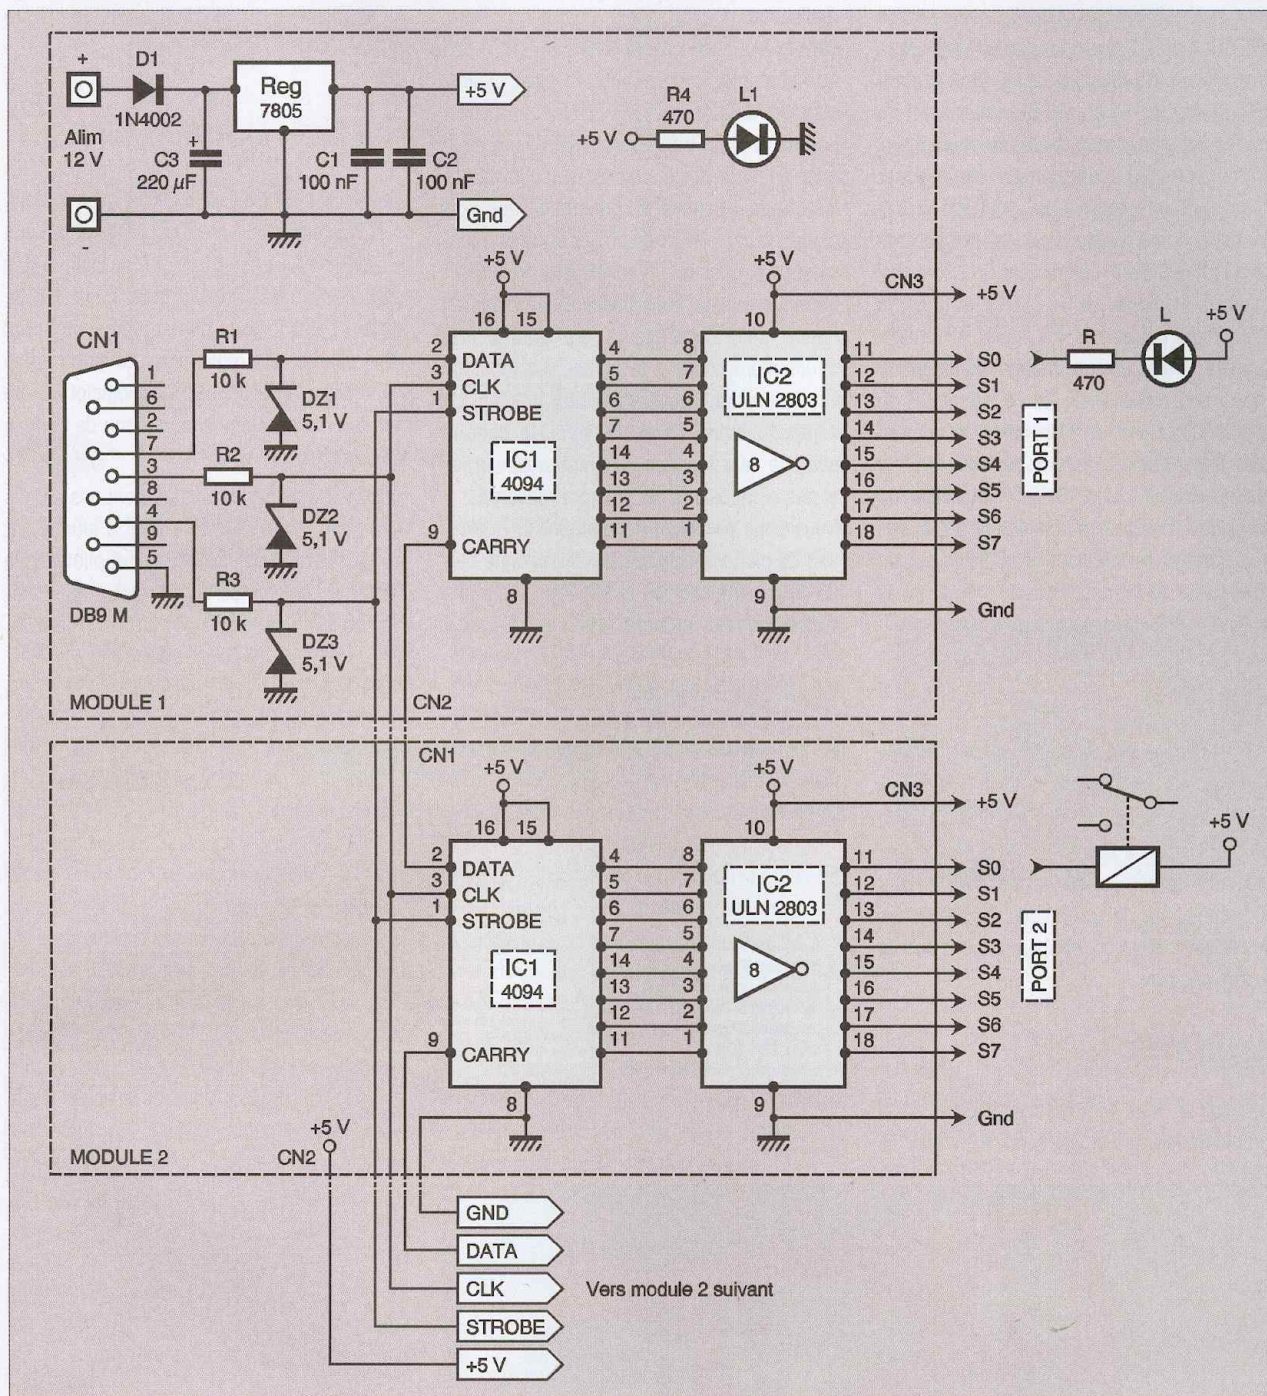 +
D1
1N4002
Alim
12 V
-
+
C3
220 µF
Reg
7805
C1
100 nF
C2
100 nF
+5 V
Gnd
+5 V
R4
470
L1
CN1
1
6
2
7
3
8
4
9
5
DB9 M
R1
10 k
DZ1
5,1 V
R2
10 k
DZ2
5,1 V
R3
10 k
DZ3
5,1 V
+5 V
16 15
2 DATA
3 CLK
1 STROBE
IC1
4094
9 CARRY
8
4 8
5 7
6 6
7 5
14 4
13 3
12 2
11 1
+5 V
10
IC2
ULN 2803
8
9
CN3
+5 V
11 S0
12 S1
13 S2
14 S3
15 S4
16 S5
17 S6
18 S7
Gnd
PORT 1
R
470
L
+5 V
MODULE 1
CN2
CN1
+5 V
16 15
2 DATA
3 CLK
1 STROBE
IC1
4094
9 CARRY
8
4 8
5 7
6 6
7 5
14 4
13 3
12 2
11 1
+5 V
10
IC2
ULN 2803
8
9
CN3
+5 V
11 S0
12 S1
13 S2
14 S3
15 S4
16 S5
17 S6
18 S7
Gnd
PORT 2
+5 V
MODULE 2
+5 V
CN2
GND
DATA
CLK
Vers module 2 suivant
STROBE
+5 V